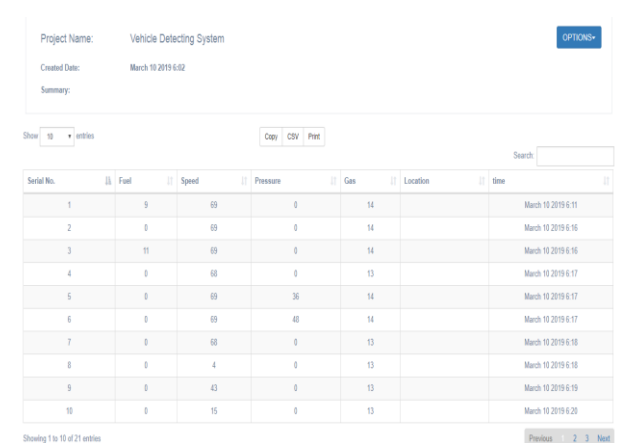 Project Name: Vehicle Detecting System OPTIONS
Created Date: March 10 2019 6:02
Summary:
Show 10 entries Copy CSV Print
Search:
Serial No. Fuel Speed Pressure Gas Location time
1 9 69 0 14 March 10 2019 6:11
2 0 69 0 14 March 10 2019 6:16
3 11 69 0 14 March 10 2019 6:16
4 0 68 0 13 March 10 2019 6:17
5 0 69 36 14 March 10 2019 6:17
6 0 69 48 14 March 10 2019 6:17
7 0 68 0 13 March 10 2019 6:18
8 0 4 0 13 March 10 2019 6:18
9 0 43 0 13 March 10 2019 6:19
10 0 15 0 13 March 10 2019 6:20
Showing 1 to 10 of 21 entries Previous 1 2 3 Next